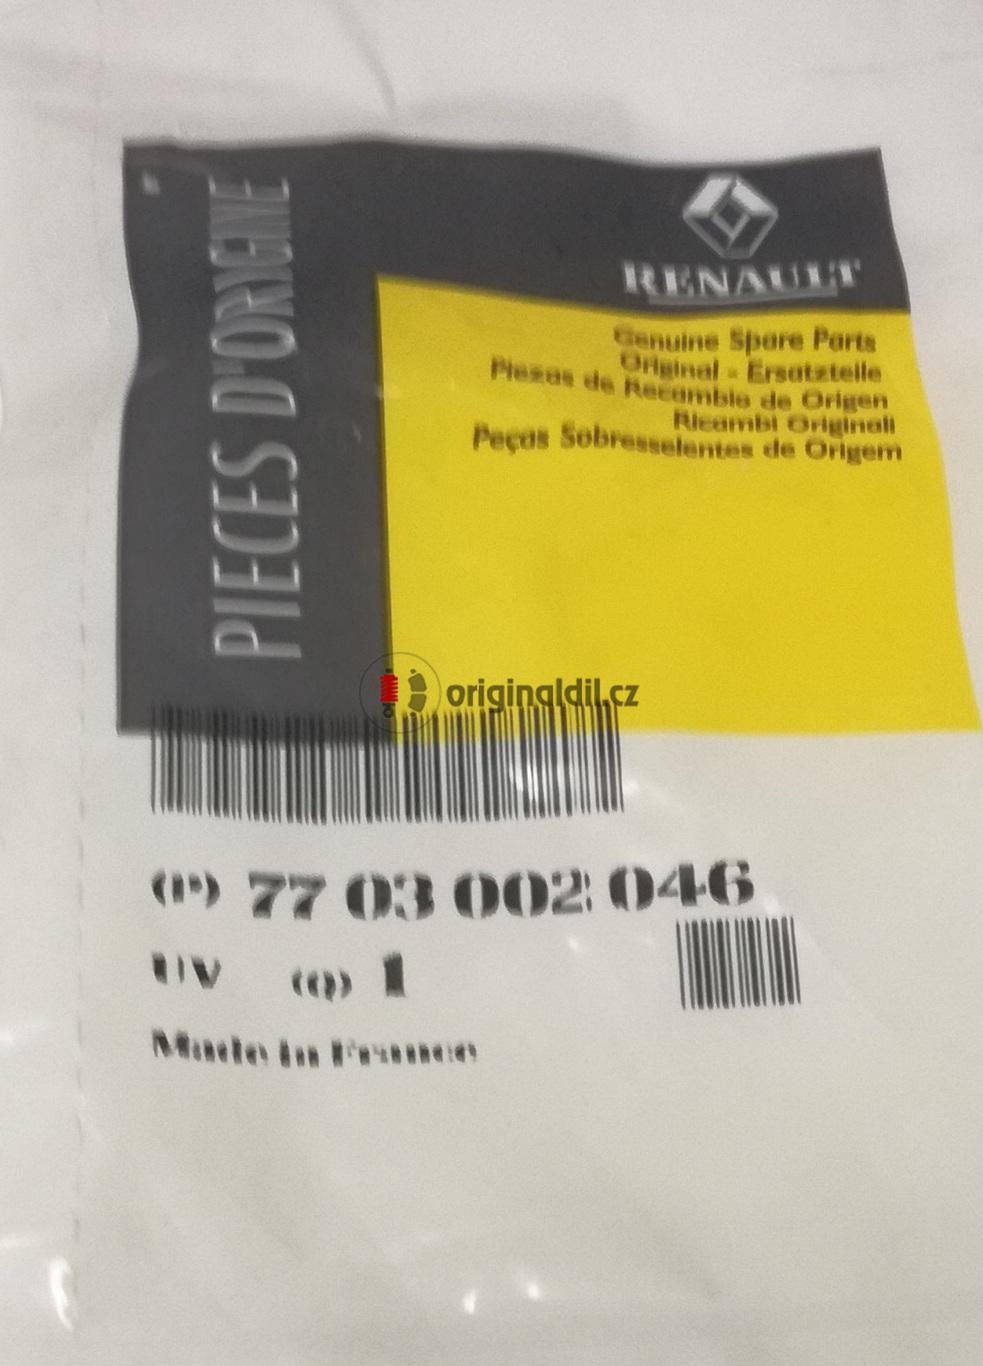 PIECES D'ORIGINE
RENAULT
Genuine Spare Parts
Original - Ersatzteile
Piezas de Recambio de Origen
Ricambi Originali
Peças Sobresselentes de Origem
originaldil.cz
(P) 77 03 002 046
UV (Q) 1
Made in France